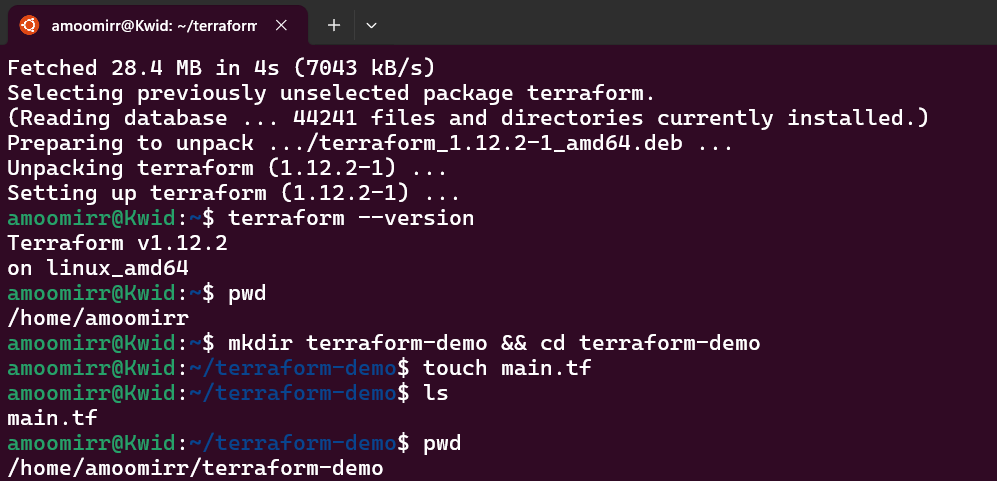 amoomirr@Kwid: ~/terraform
Fetched 28.4 MB in 4s (7043 kB/s)
Selecting previously unselected package terraform.
(Reading database ... 44241 files and directories currently installed.)
Preparing to unpack .../terraform_1.12.2-1_amd64.deb ...
Unpacking terraform (1.12.2-1) ...
Setting up terraform (1.12.2-1) ...
amoomirr@Kwid:~$ terraform --version
Terraform v1.12.2
on linux_amd64
amoomirr@Kwid:~$ pwd
/home/amoomirr
amoomirr@Kwid:~$ mkdir terraform-demo && cd terraform-demo
amoomirr@Kwid:~/terraform-demo$ touch main.tf
amoomirr@Kwid:~/terraform-demo$ ls
main.tf
amoomirr@Kwid:~/terraform-demo$ pwd
/home/amoomirr/terraform-demo